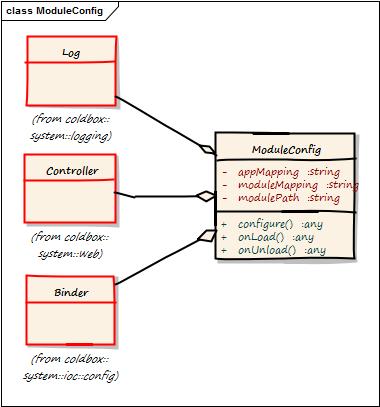 class ModuleConfig
Log
(from coldbox::
system::logging)
Controller
(from coldbox::
system::web)
Binder
(from coldbox::
system::ioc::config)
ModuleConfig
- appMapping :string
- moduleMapping :string
- modulePath :string
+ configure() :any
+ onLoad() :any
+ onUnload() :any